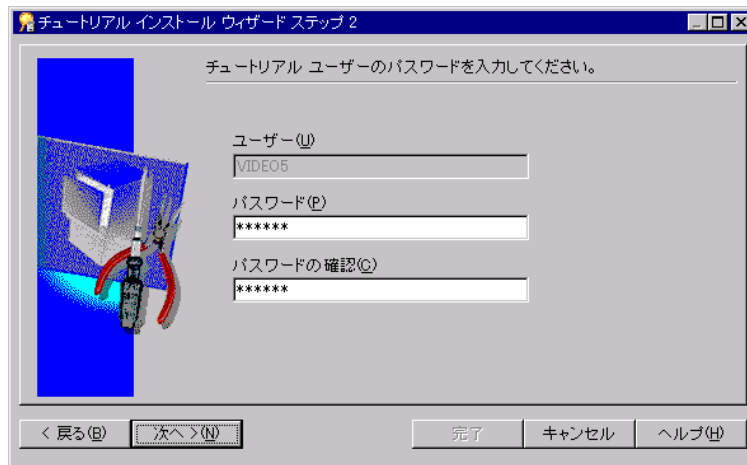 チュートリアル インストール ウィザード ステップ 2
チュートリアル ユーザーのパスワードを入力してください。
ユーザー(U)
VIDEO5
パスワード(P)
******
パスワードの確認(C)
******
< 戻る(B) 次へ >(N) 完了 キャンセル ヘルプ(H)